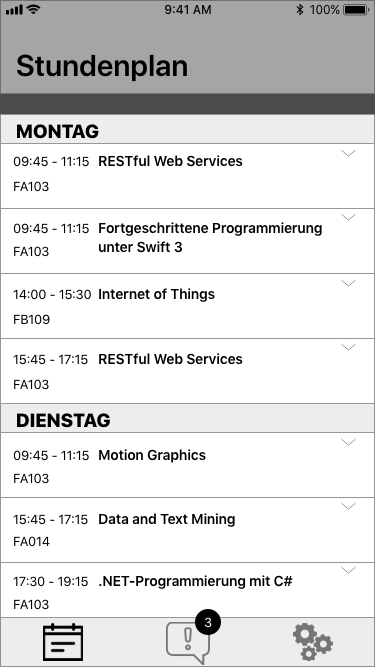 9:41 AM 100%
Stundenplan
MONTAG
09:45 - 11:15 RESTful Web Services
FA103
09:45 - 11:15 Fortgeschrittene Programmierung
unter Swift 3
FA103
14:00 - 15:30 Internet of Things
FB109
15:45 - 17:15 RESTful Web Services
FA103
DIENSTAG
09:45 - 11:15 Motion Graphics
FA103
15:45 - 17:15 Data and Text Mining
FA014
17:30 - 19:15 .NET-Programmierung mit C#
FA103
3